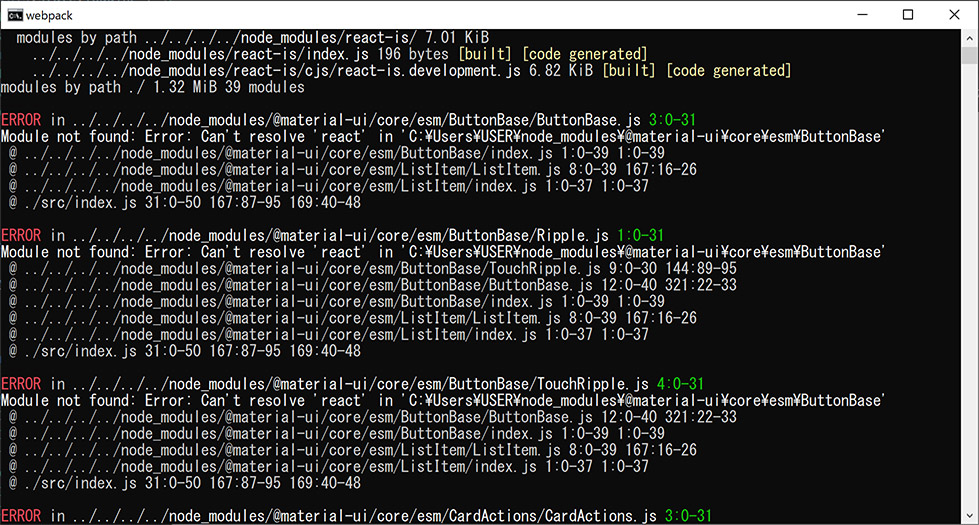 webpack
modules by path ../../../../node_modules/react-is/ 7.01 KiB
../../../../node_modules/react-is/index.js 196 bytes [built] [code generated]
../../../../node_modules/react-is/cjs/react-is.development.js 6.82 KiB [built] [code generated]
modules by path ./ 1.32 MiB 39 modules
ERROR in ../../../../node_modules/@material-ui/core/esm/ButtonBase/ButtonBase.js 3:0-31
Module not found: Error: Can't resolve 'react' in 'C:¥Users¥USER¥node_modules¥@material-ui¥core¥esm¥ButtonBase'
@ ../../../../node_modules/@material-ui/core/esm/ButtonBase/index.js 1:0-39 1:0-39
@ ../../../../node_modules/@material-ui/core/esm/ListItem/ListItem.js 8:0-39 167:16-26
@ ../../../../node_modules/@material-ui/core/esm/ListItem/index.js 1:0-37 1:0-37
@ ./src/index.js 31:0-50 167:87-95 169:40-48
ERROR in ../../../../node_modules/@material-ui/core/esm/ButtonBase/Ripple.js 1:0-31
Module not found: Error: Can't resolve 'react' in 'C:¥Users¥USER¥node_modules¥@material-ui¥core¥esm¥ButtonBase'
@ ../../../../node_modules/@material-ui/core/esm/ButtonBase/TouchRipple.js 9:0-30 144:89-95
@ ../../../../node_modules/@material-ui/core/esm/ButtonBase/ButtonBase.js 12:0-40 321:22-33
@ ../../../../node_modules/@material-ui/core/esm/ButtonBase/index.js 1:0-39 1:0-39
@ ../../../../node_modules/@material-ui/core/esm/ListItem/ListItem.js 8:0-39 167:16-26
@ ../../../../node_modules/@material-ui/core/esm/ListItem/index.js 1:0-37 1:0-37
@ ./src/index.js 31:0-50 167:87-95 169:40-48
ERROR in ../../../../node_modules/@material-ui/core/esm/ButtonBase/TouchRipple.js 4:0-31
Module not found: Error: Can't resolve 'react' in 'C:¥Users¥USER¥node_modules¥@material-ui¥core¥esm¥ButtonBase'
@ ../../../../node_modules/@material-ui/core/esm/ButtonBase/ButtonBase.js 12:0-40 321:22-33
@ ../../../../node_modules/@material-ui/core/esm/ButtonBase/index.js 1:0-39 1:0-39
@ ../../../../node_modules/@material-ui/core/esm/ListItem/ListItem.js 8:0-39 167:16-26
@ ../../../../node_modules/@material-ui/core/esm/ListItem/index.js 1:0-37 1:0-37
@ ./src/index.js 31:0-50 167:87-95 169:40-48
ERROR in ../../../../node_modules/@material-ui/core/esm/CardActions/CardActions.js 3:0-31